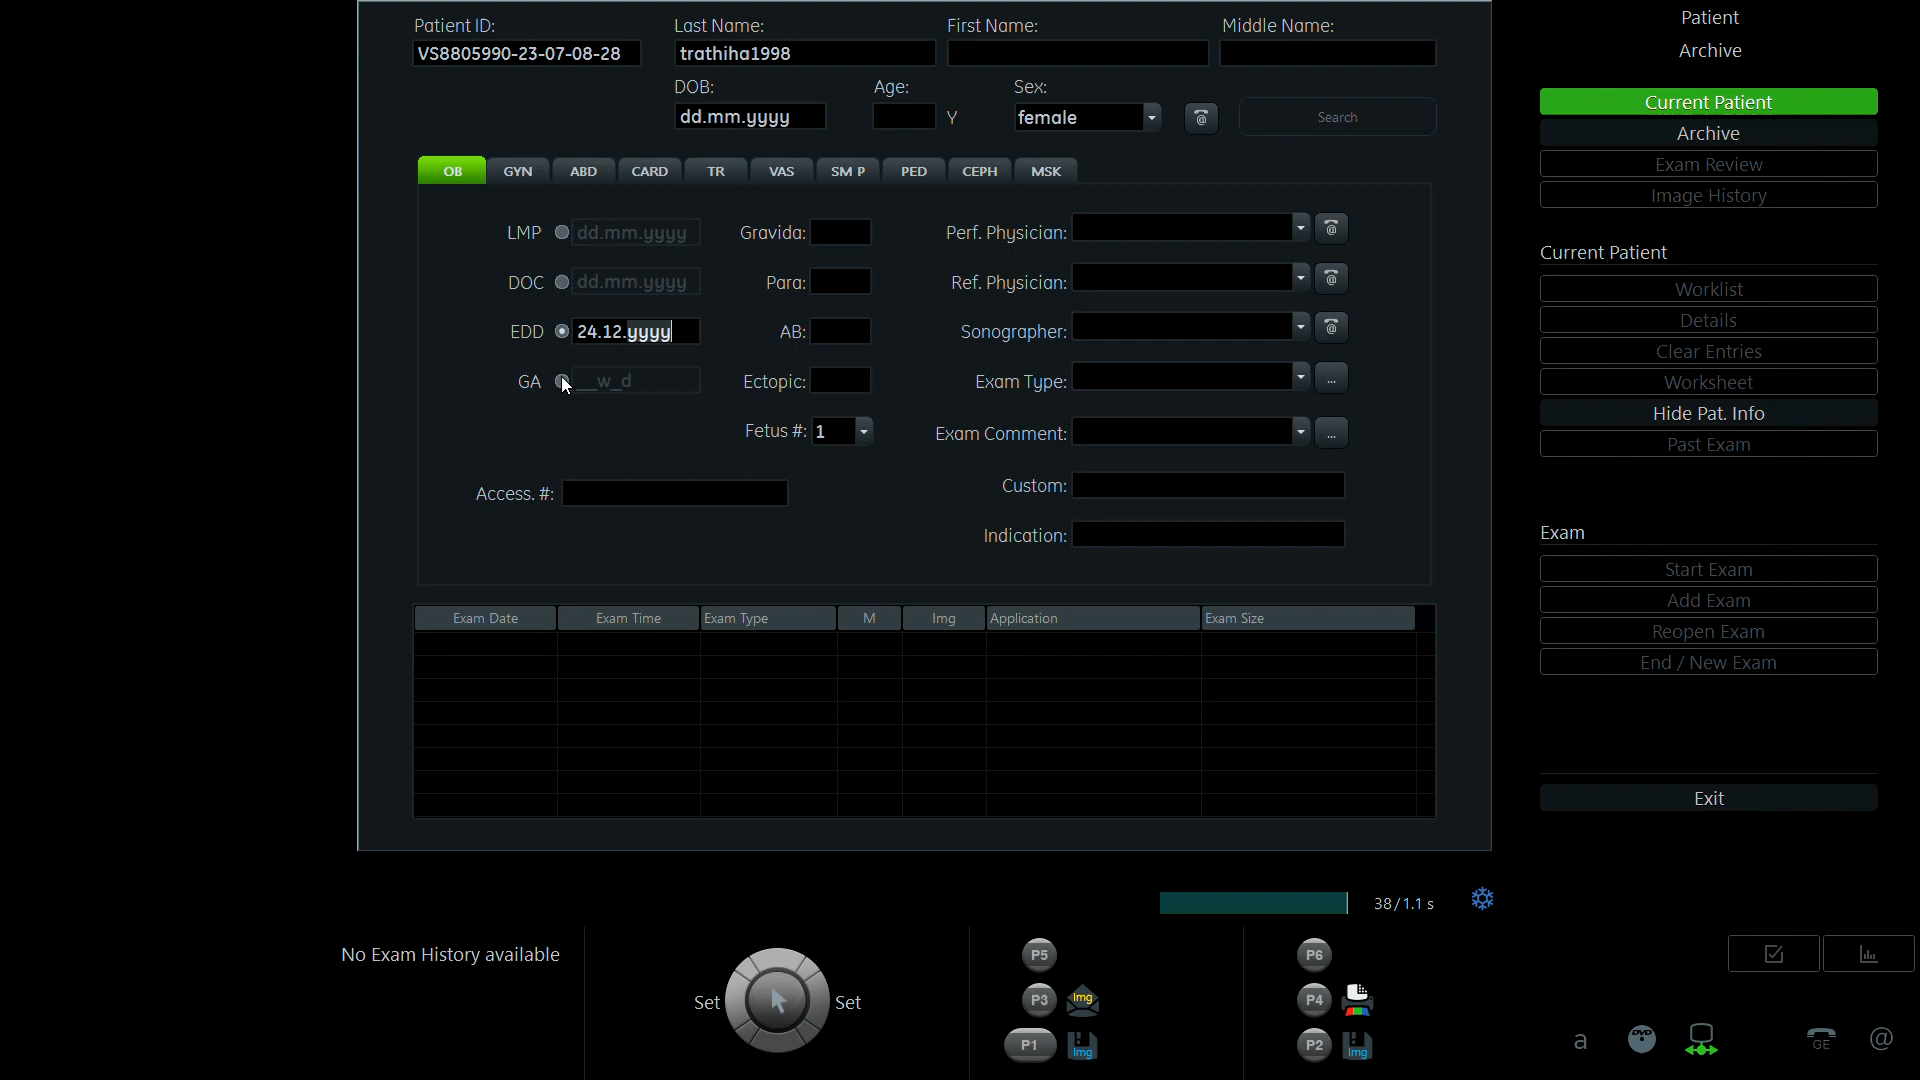 Patient ID: Last Name: First Name: Middle Name:
VS8805990-23-07-08-28 trathiha1998
DOB: Age: Sex:
dd.mm.yyyy Y female @ Search
OB GYN ABD CARD TR VAS SM P PED CEPH MSK
LMP dd.mm.yyyy Gravida: Perf. Physician: @
DOC dd.mm.yyyy Para: Ref. Physician: @
EDD 24.12.yyyy AB: Sonographer: @
GA __w_d Ectopic: Exam Type: ...
Fetus #: 1 Exam Comment: ...
Access. #: Custom:
Indication:
Exam Date Exam Time Exam Type M Img Application Exam Size
38/1.1 s
No Exam History available
Set Set
P5
P3 Img
P1 Img
P6
P4
P2 Img
Patient
Archive
Current Patient
Archive
Exam Review
Image History
Current Patient
Worklist
Details
Clear Entries
Worksheet
Hide Pat. Info
Past Exam
Exam
Start Exam
Add Exam
Reopen Exam
End / New Exam
Exit
a DVD GE @